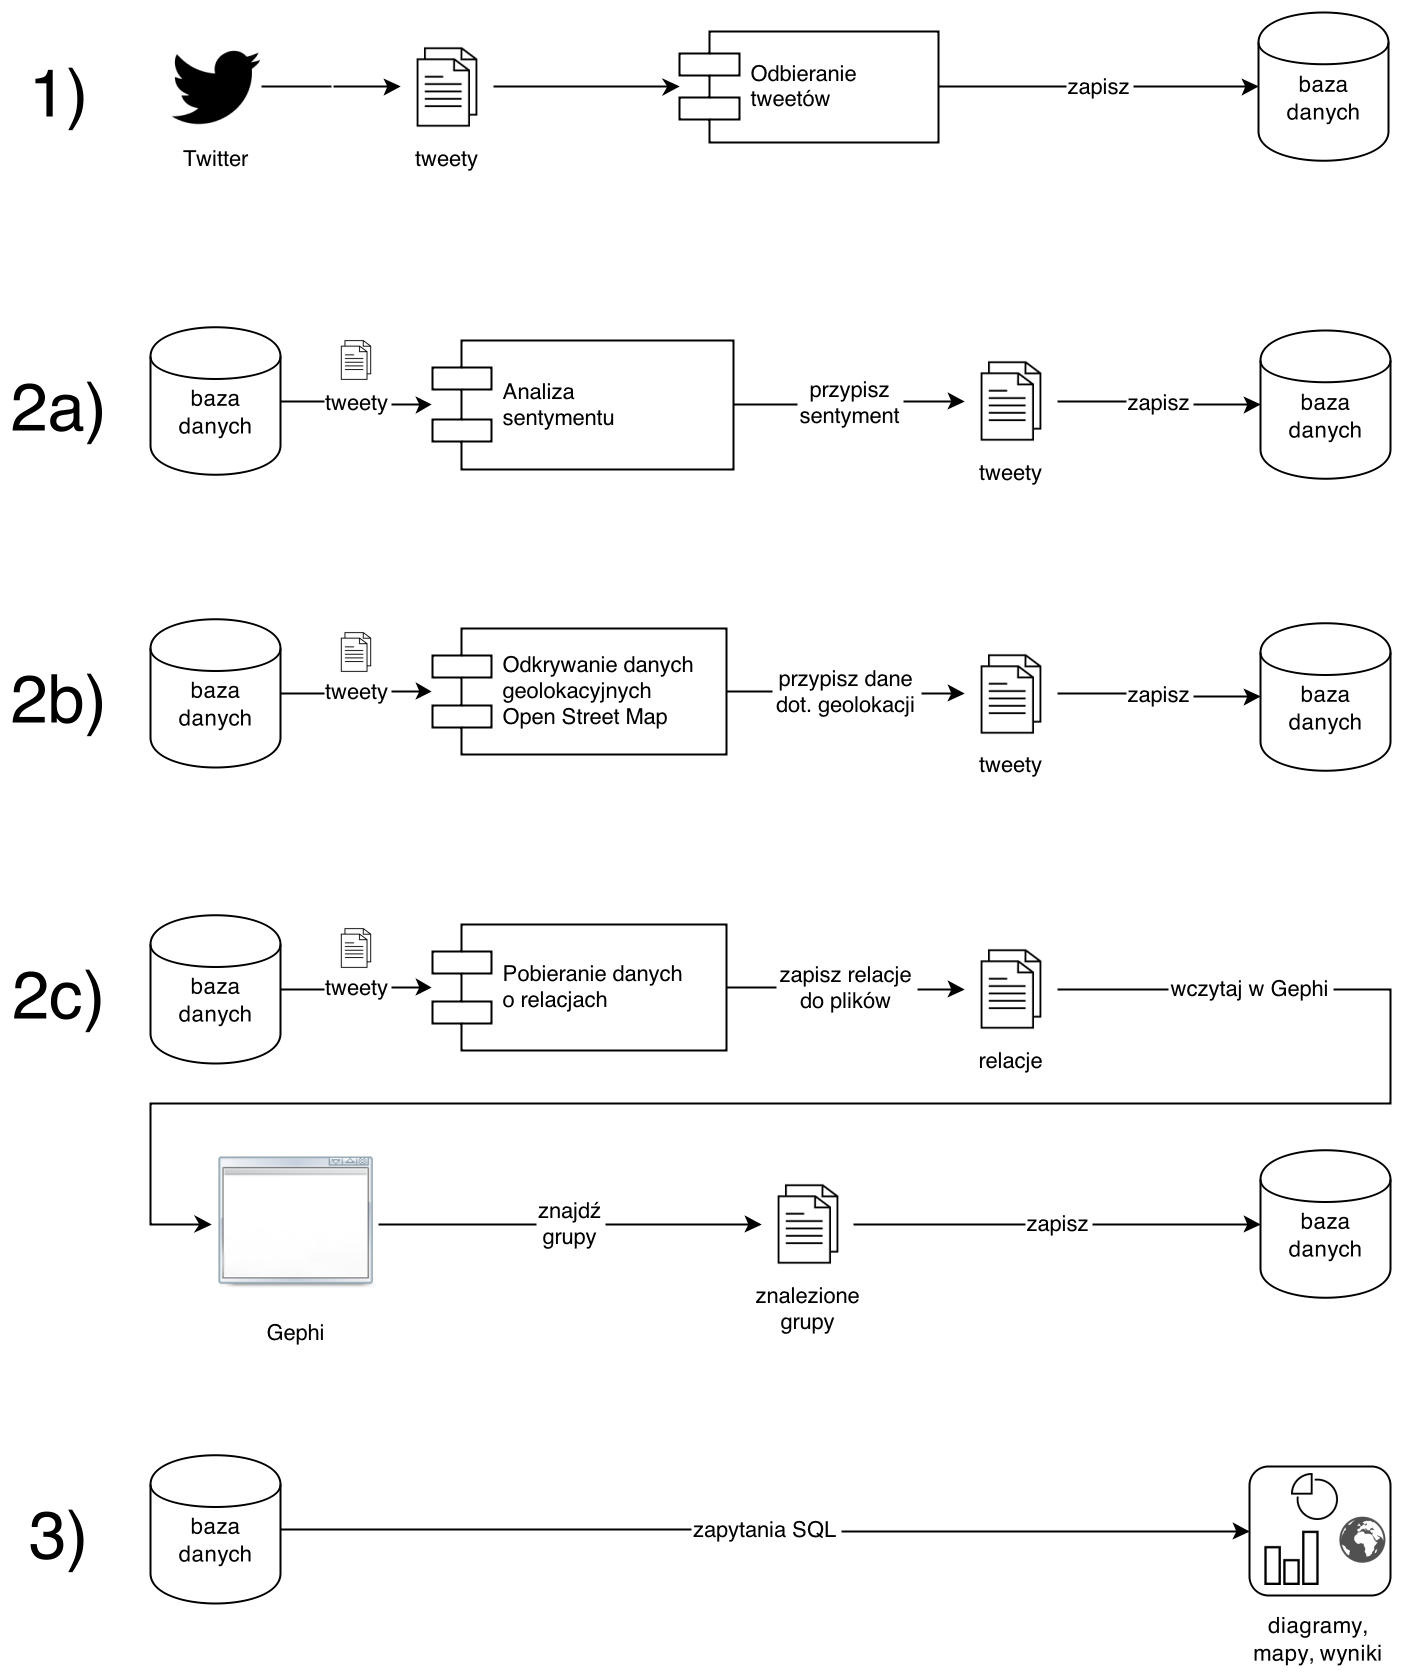 1)
Twitter
tweety
Odbieranie
tweetów
zapisz
baza
danych
2a)
baza
danych
tweety
Analiza
sentymentu
przypisz
sentyment
tweety
zapisz
baza
danych
2b)
baza
danych
tweety
Odkrywanie danych
geolokacyjnych
Open Street Map
przypisz dane
dot. geolokacji
tweety
zapisz
baza
danych
2c)
baza
danych
tweety
Pobieranie danych
o relacjach
zapisz relacje
do plików
relacje
wczytaj w Gephi
Gephi
znajdź
grupy
znalezione
grupy
zapisz
baza
danych
3)
baza
danych
zapytania SQL
diagramy,
mapy, wyniki